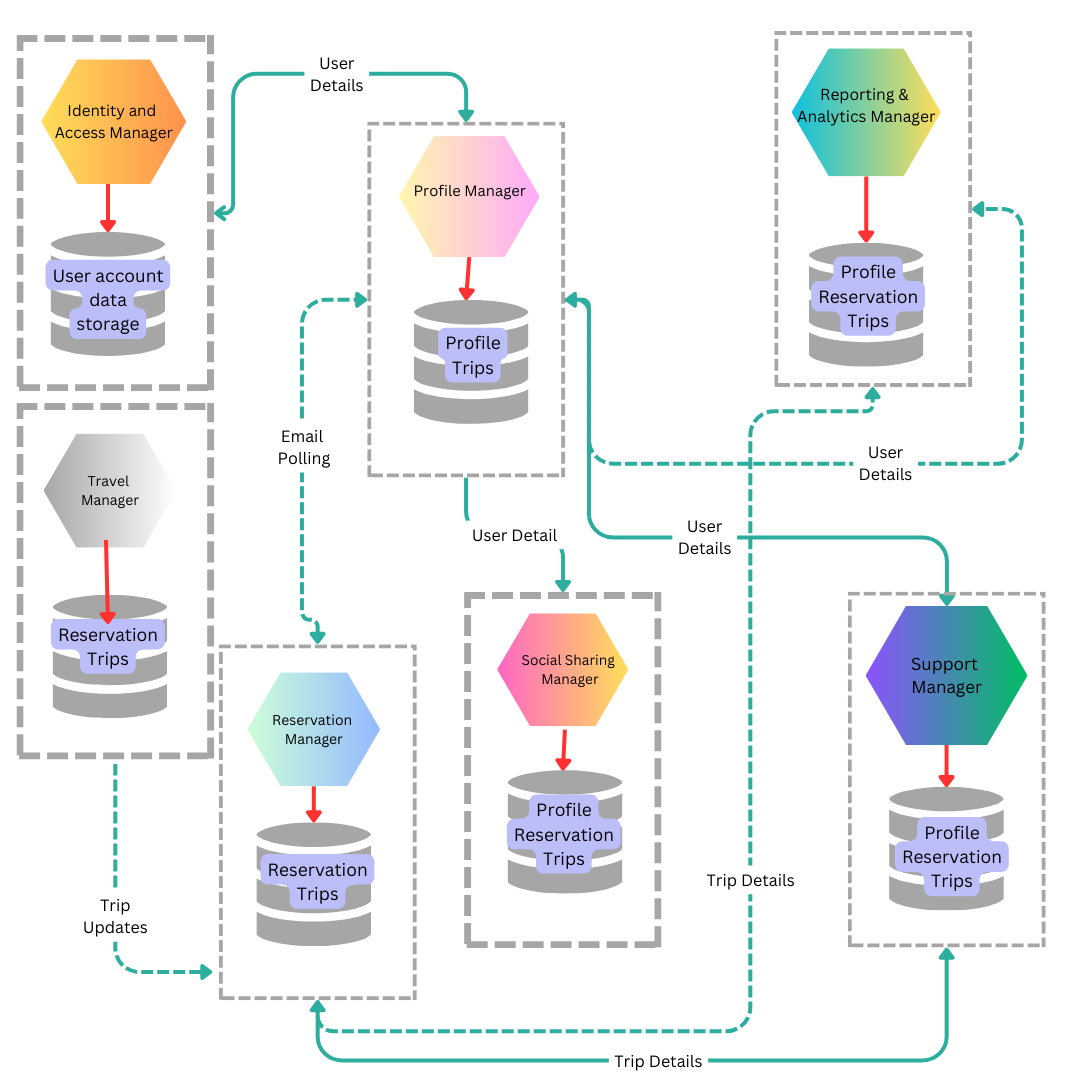 User
Details
Identity and
Access Manager
User account
data
storage
Profile Manager
Profile
Trips
Reporting &
Analytics Manager
Profile
Reservation
Trips
Email
Polling
User
Details
Travel
Manager
Reservation
Trips
User Detail
User
Details
Social Sharing
Manager
Profile
Reservation
Trips
Support
Manager
Profile
Reservation
Trips
Reservation
Manager
Reservation
Trips
Trip
Updates
Trip Details
Trip Details